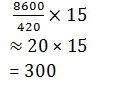 8600/420 × 15
≈ 20 × 15
= 300